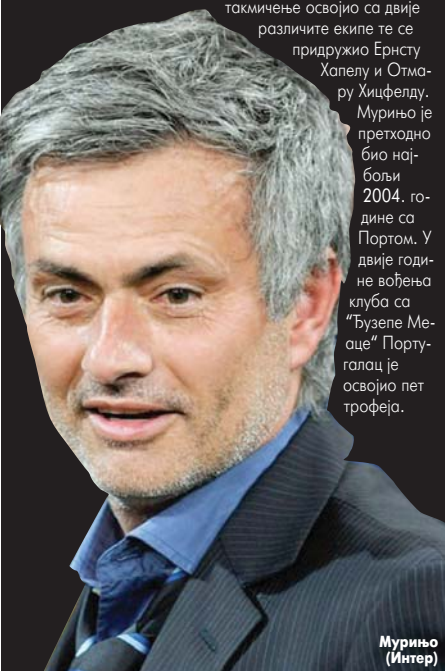 такмичење освојио са двије
различите екипе те се
придружио Ернсту
Хапелу и Отма-
ру Хицфелду.
Мурињо је
претходно
био нај-
бољи
2004. го-
дине са
Портом. У
двије годи-
не вођења
клуба са
“Ђузепе Ме-
аце“ Порту-
галац је
освојио пет
трофеја.
Мурињо
(Интер)